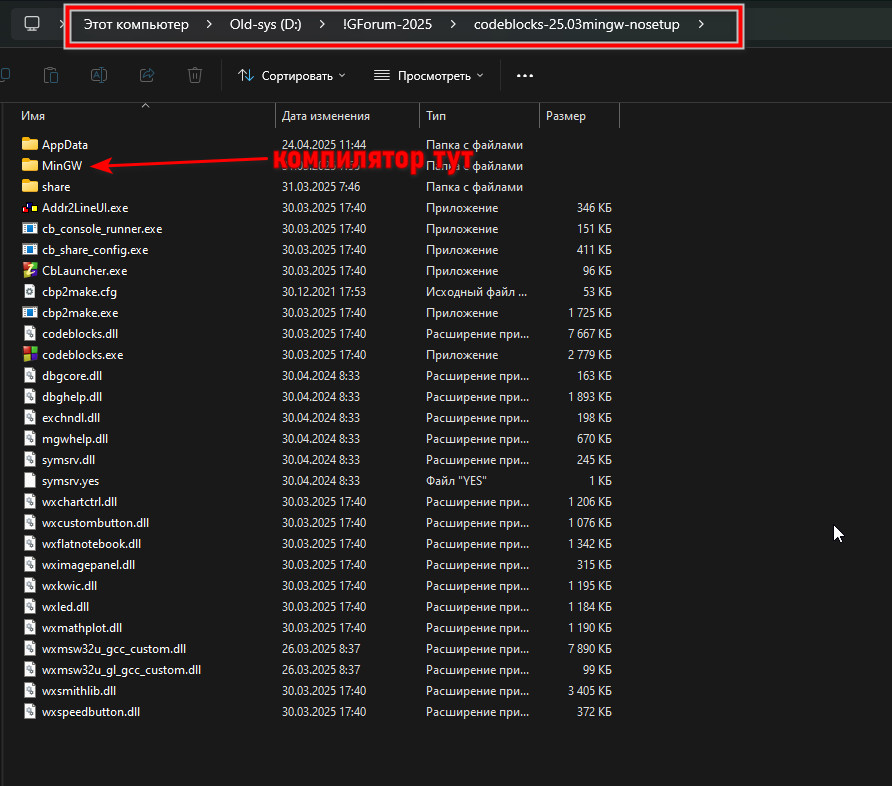 Этот компьютер > Old-sys (D:) > !GForum-2025 > codeblocks-25.03mingw-nosetup >
Сортировать Просмотреть •••
Имя Дата изменения Тип Размер
AppData 24.04.2025 11:44 Папка с файлами
компилятор тут
MinGW Папка с файлами
share 31.03.2025 7:46 Папка с файлами
Addr2LineUI.exe 30.03.2025 17:40 Приложение 346 КБ
cb_console_runner.exe 30.03.2025 17:40 Приложение 151 КБ
cb_share_config.exe 30.03.2025 17:40 Приложение 411 КБ
CbLauncher.exe 30.03.2025 17:40 Приложение 96 КБ
cbp2make.cfg 30.12.2021 17:53 Исходный файл ... 53 КБ
cbp2make.exe 30.03.2025 17:40 Приложение 1 725 КБ
codeblocks.dll 30.03.2025 17:40 Расширение при... 7 667 КБ
codeblocks.exe 30.03.2025 17:40 Приложение 2 779 КБ
dbgcore.dll 30.04.2024 8:33 Расширение при... 163 КБ
dbghelp.dll 30.04.2024 8:33 Расширение при... 1 893 КБ
exchndl.dll 30.04.2024 8:33 Расширение при... 198 КБ
mgwhelp.dll 30.04.2024 8:33 Расширение при... 670 КБ
symsrv.dll 30.04.2024 8:33 Расширение при... 245 КБ
symsrv.yes 30.04.2024 8:33 Файл "YES" 1 КБ
wxchartctrl.dll 30.03.2025 17:40 Расширение при... 1 206 КБ
wxcustombutton.dll 30.03.2025 17:40 Расширение при... 1 076 КБ
wxflatnotebook.dll 30.03.2025 17:40 Расширение при... 1 342 КБ
wximagepanel.dll 30.03.2025 17:40 Расширение при... 315 КБ
wxkwic.dll 30.03.2025 17:40 Расширение при... 1 195 КБ
wxled.dll 30.03.2025 17:40 Расширение при... 1 184 КБ
wxmathplot.dll 30.03.2025 17:40 Расширение при... 1 190 КБ
wxmsw32u_gcc_custom.dll 26.03.2025 8:37 Расширение при... 7 890 КБ
wxmsw32u_gl_gcc_custom.dll 26.03.2025 8:37 Расширение при... 99 КБ
wxsmithlib.dll 30.03.2025 17:40 Расширение при... 3 405 КБ
wxspeedbutton.dll 30.03.2025 17:40 Расширение при... 372 КБ